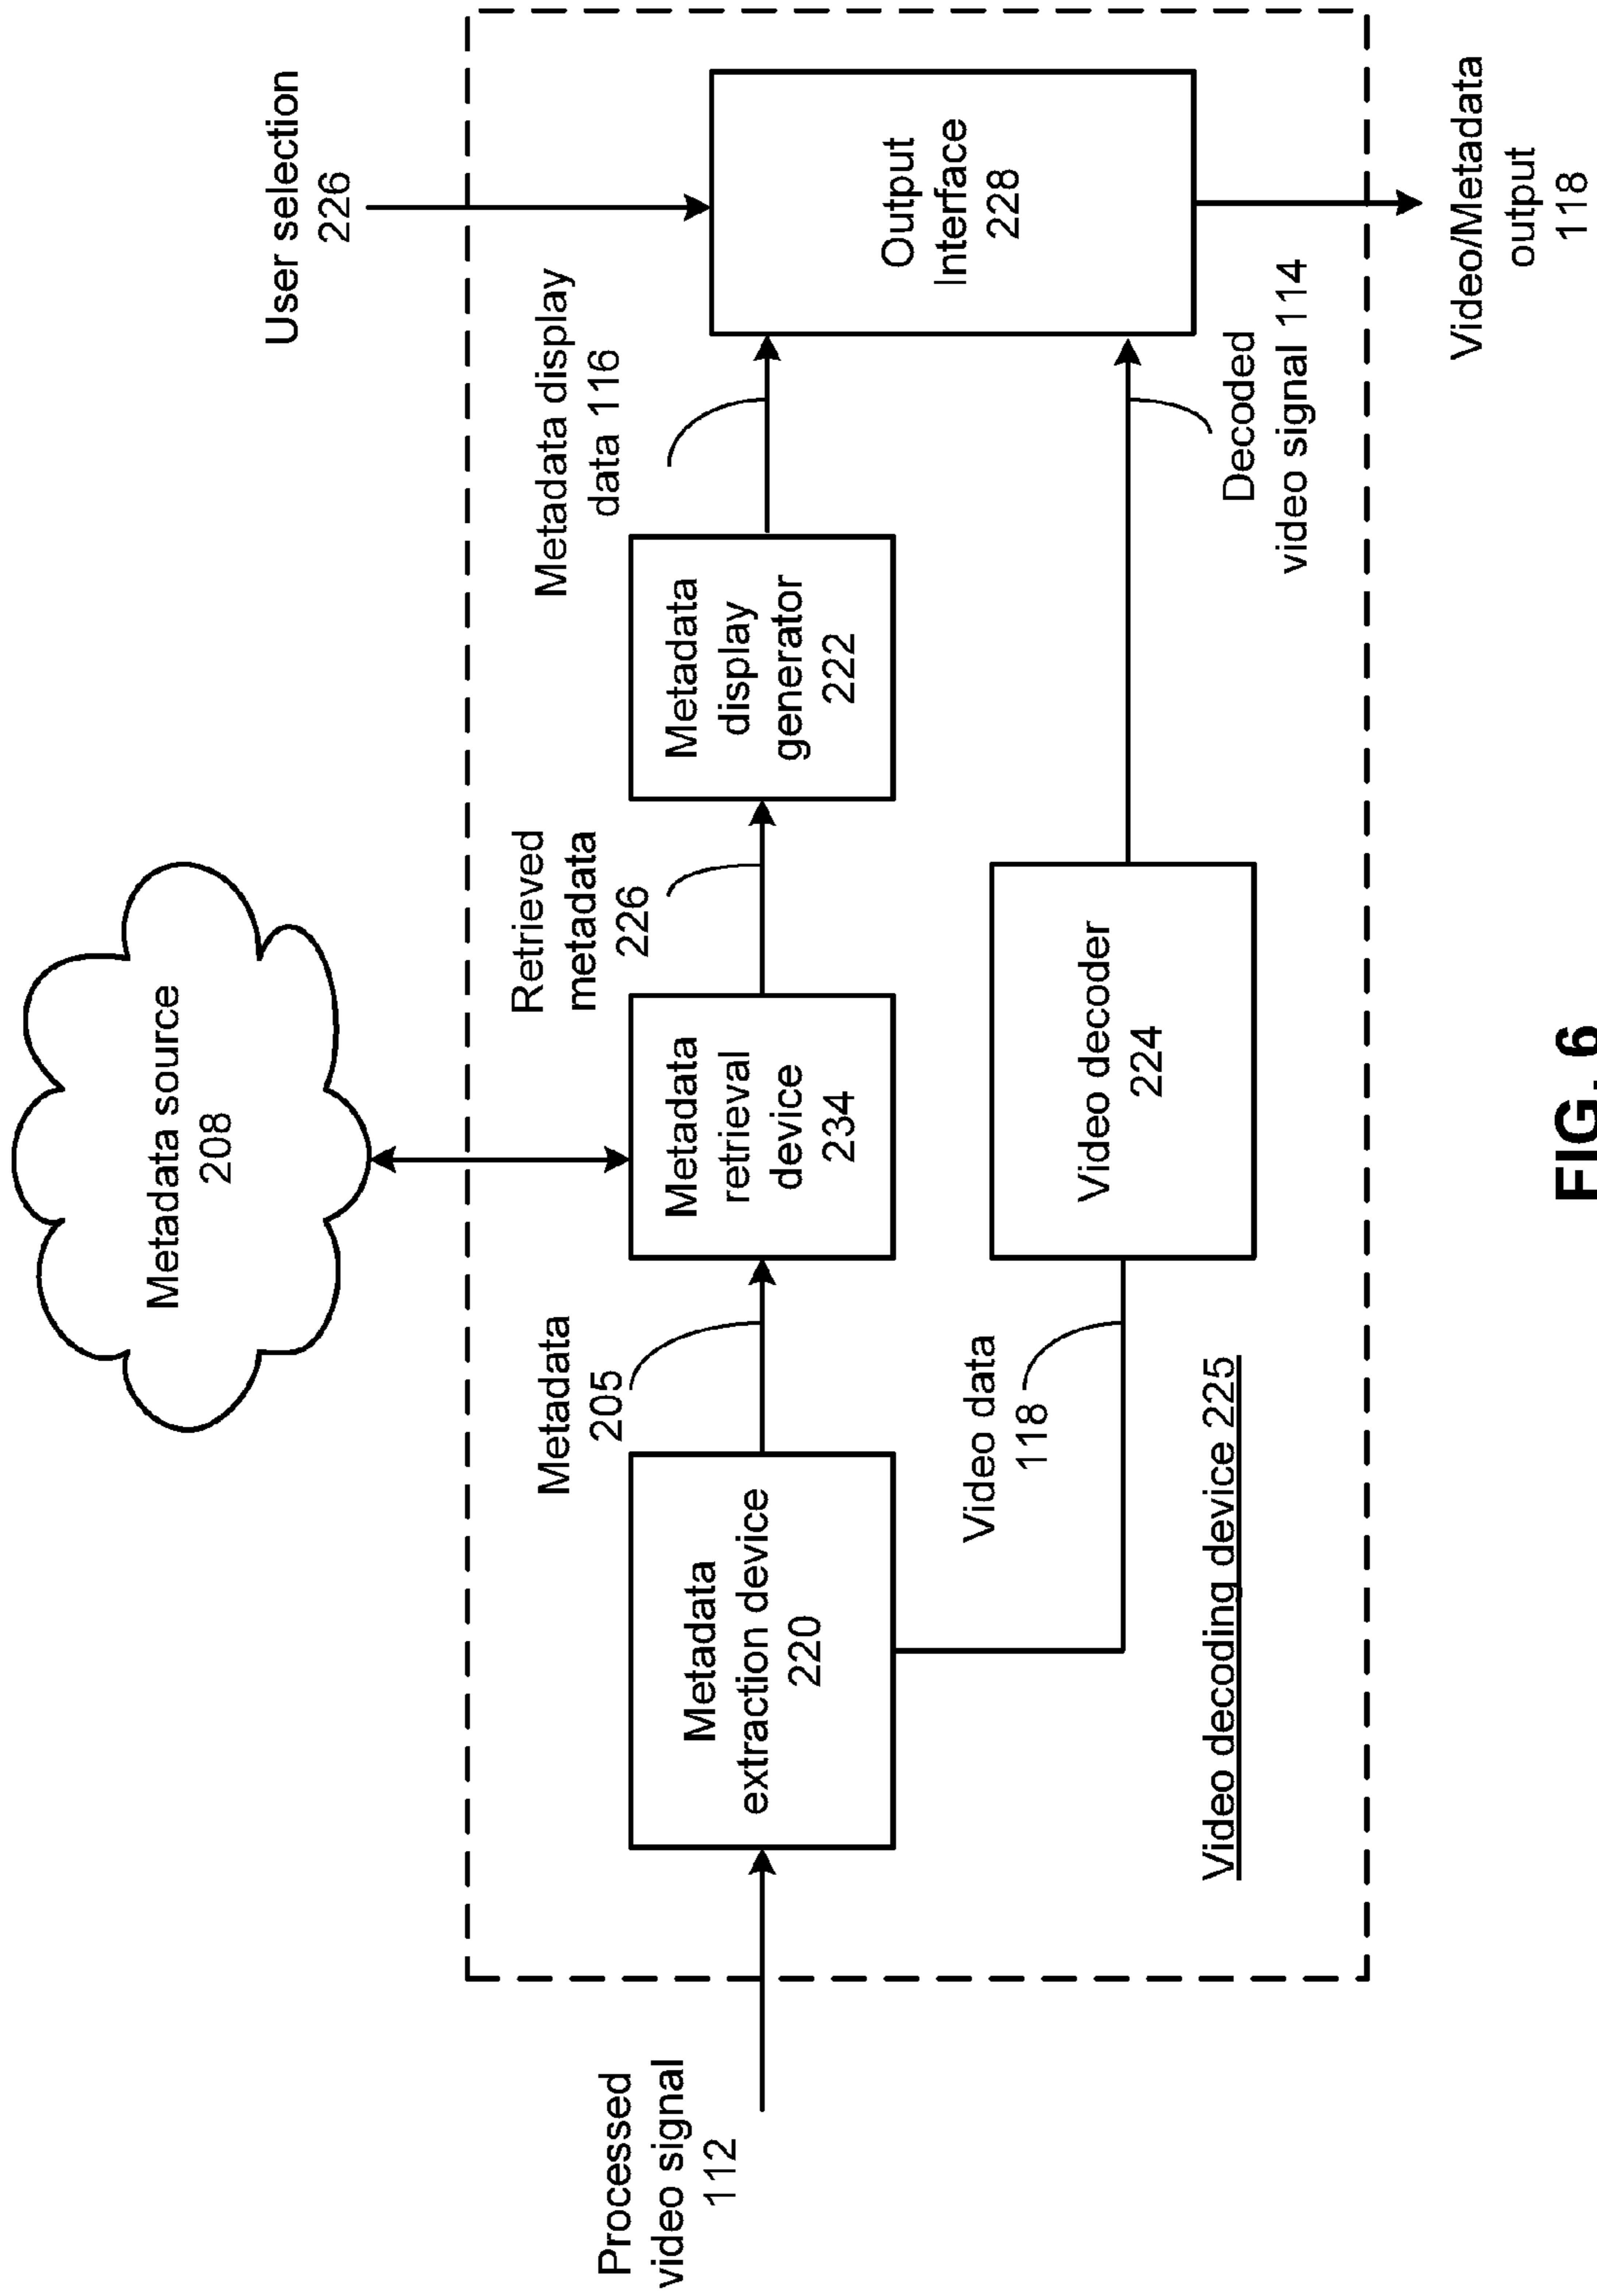 Metadata source
208
User selection
226
Processed
video signal
112
Metadata
extraction device
220
Metadata
205
Metadata
retrieval
device
234
Retrieved
metadata
226
Metadata
display
generator
222
Metadata display
data 116
Output
Interface
228
Video data
118
Video decoder
224
Decoded
video signal 114
Video decoding device 225
Video/Metadata
output
118
FIG. 6